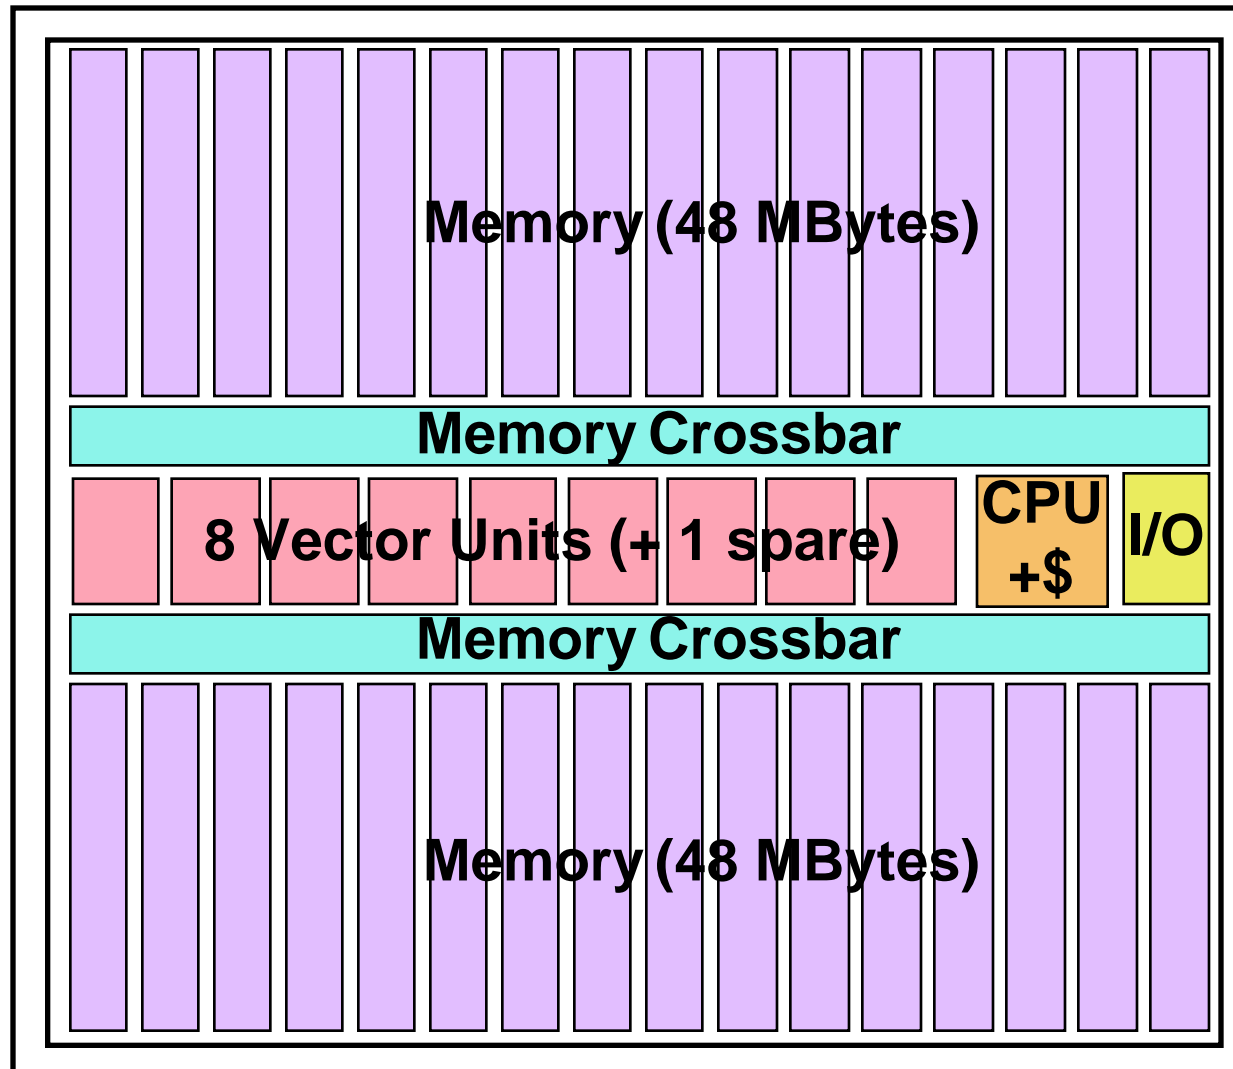 Memory (48 MBytes)
Memory Crossbar
8 Vector Units (+ 1 spare)
CPU
+$
I/O
Memory Crossbar
Memory (48 MBytes)